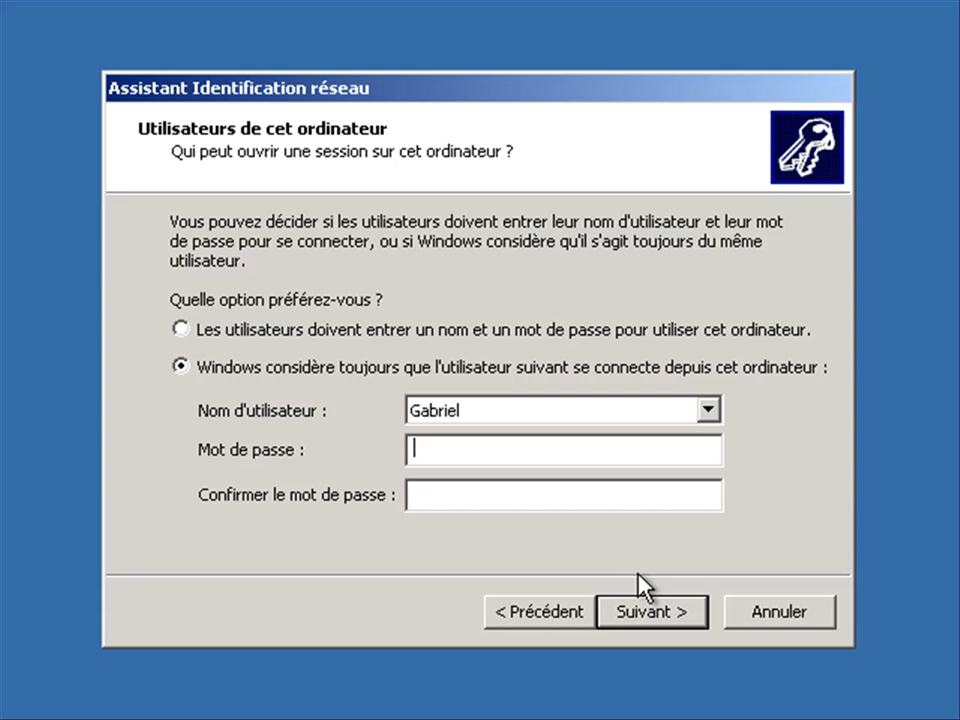 Assistant Identification réseau
Utilisateurs de cet ordinateur
Qui peut ouvrir une session sur cet ordinateur ?
Vous pouvez décider si les utilisateurs doivent entrer leur nom d'utilisateur et leur mot
de passe pour se connecter, ou si Windows considère qu'il s'agit toujours du même
utilisateur.
Quelle option préférez-vous ?
Les utilisateurs doivent entrer un nom et un mot de passe pour utiliser cet ordinateur.
Windows considère toujours que l'utilisateur suivant se connecte depuis cet ordinateur :
Nom d'utilisateur : Gabriel
Mot de passe :
Confirmer le mot de passe :
< Précédent Suivant > Annuler